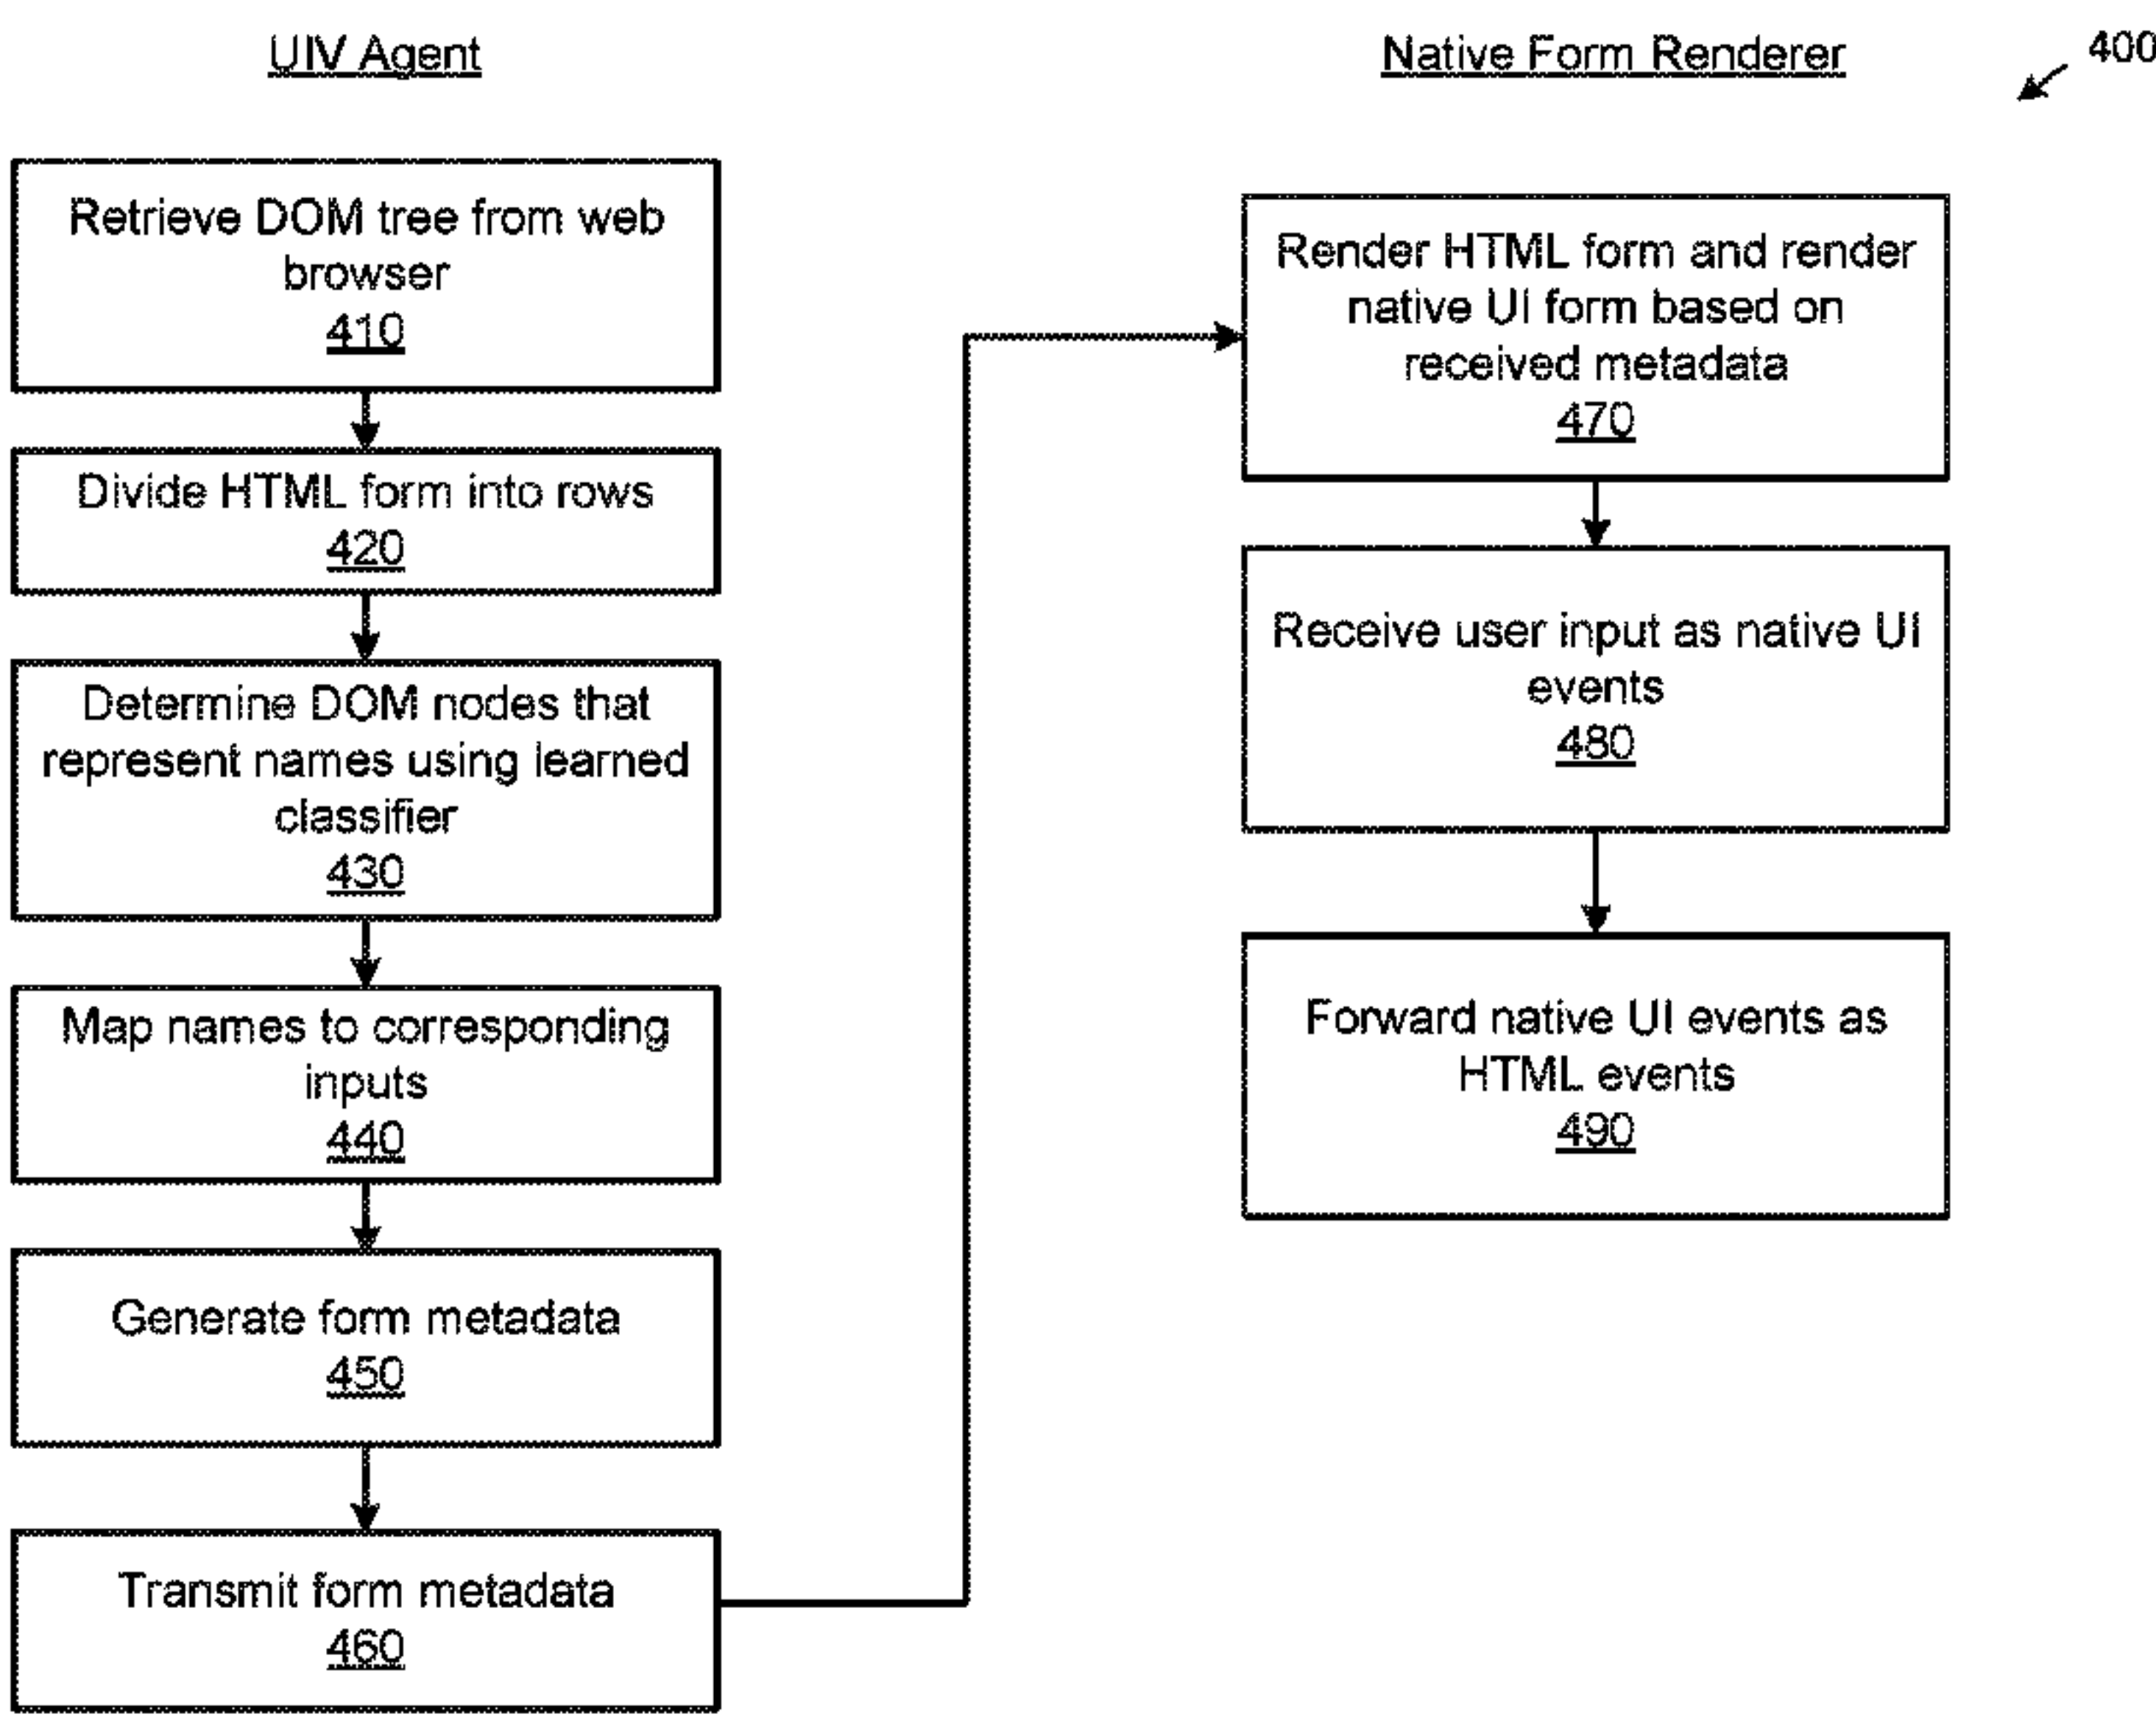 UIV Agent
Retrieve DOM tree from web
browser
410
Divide HTML form into rows
420
Determine DOM nodes that
represent names using learned
classifier
430
Map names to corresponding
inputs
440
Generate form metadata
450
Transmit form metadata
460
Native Form Renderer
400
Render HTML form and render
native UI form based on
received metadata
470
Receive user input as native UI
events
480
Forward native UI events as
HTML events
490